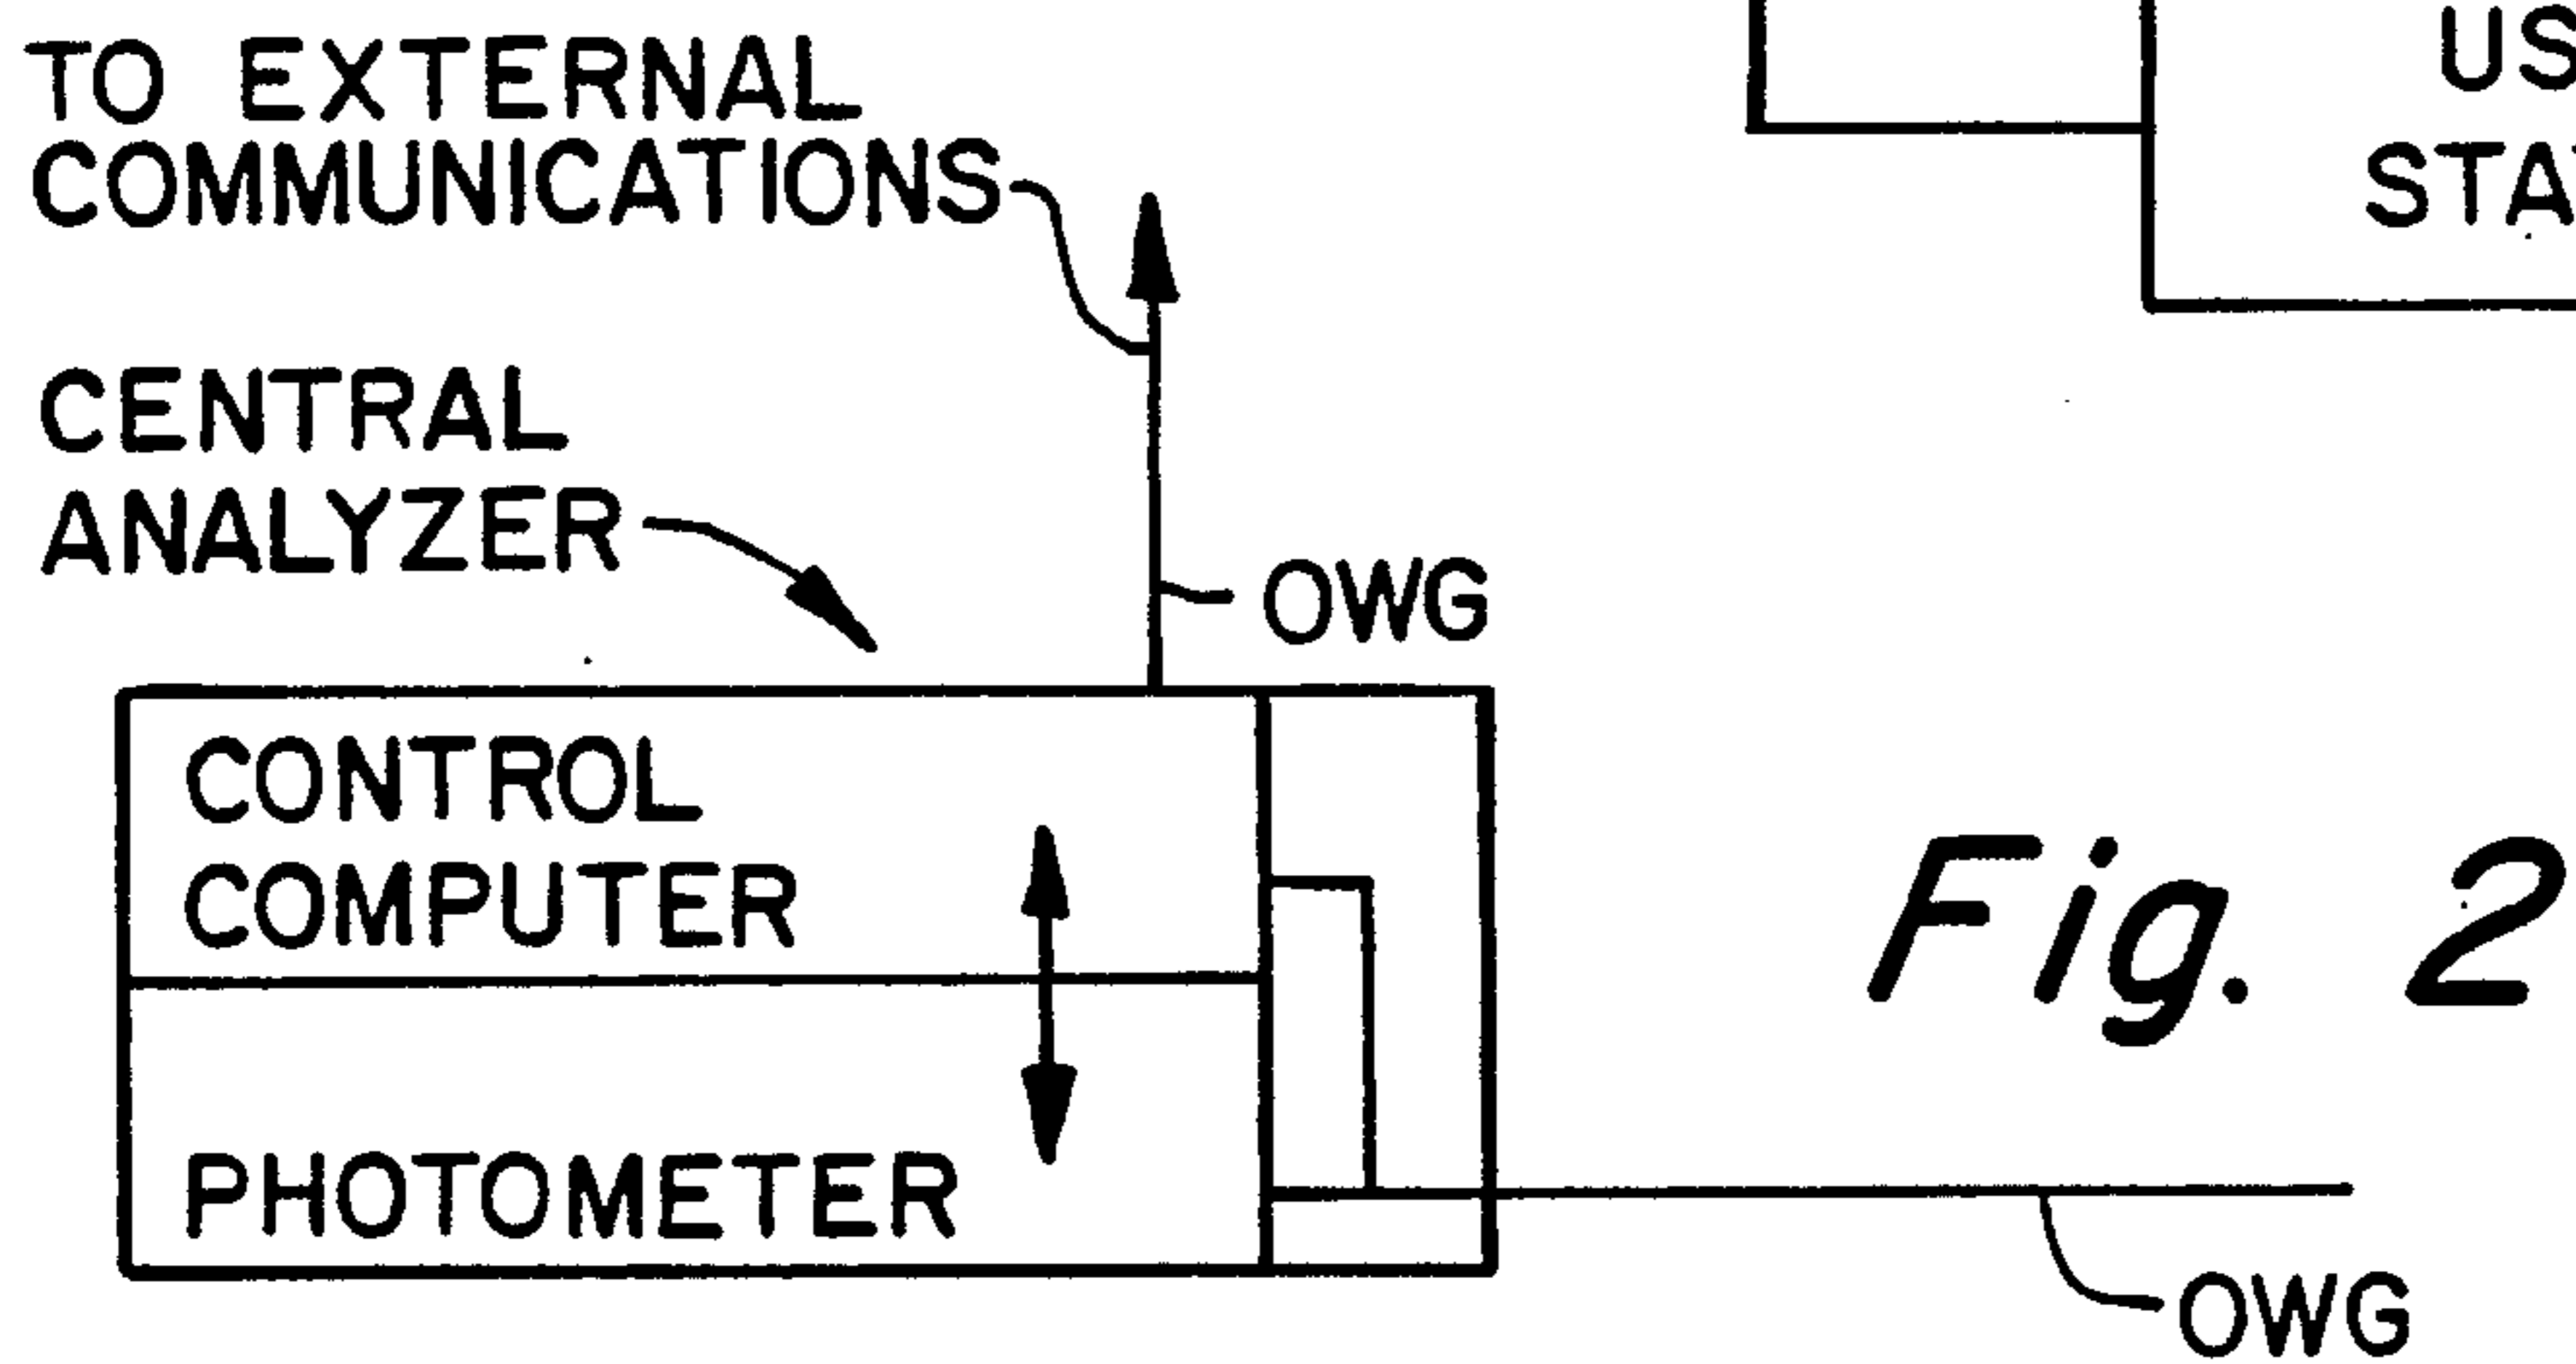 TO EXTERNAL
COMMUNICATIONS
CENTRAL
ANALYZER
OWG
CONTROL
COMPUTER
PHOTOMETER
OWG
Fig. 2